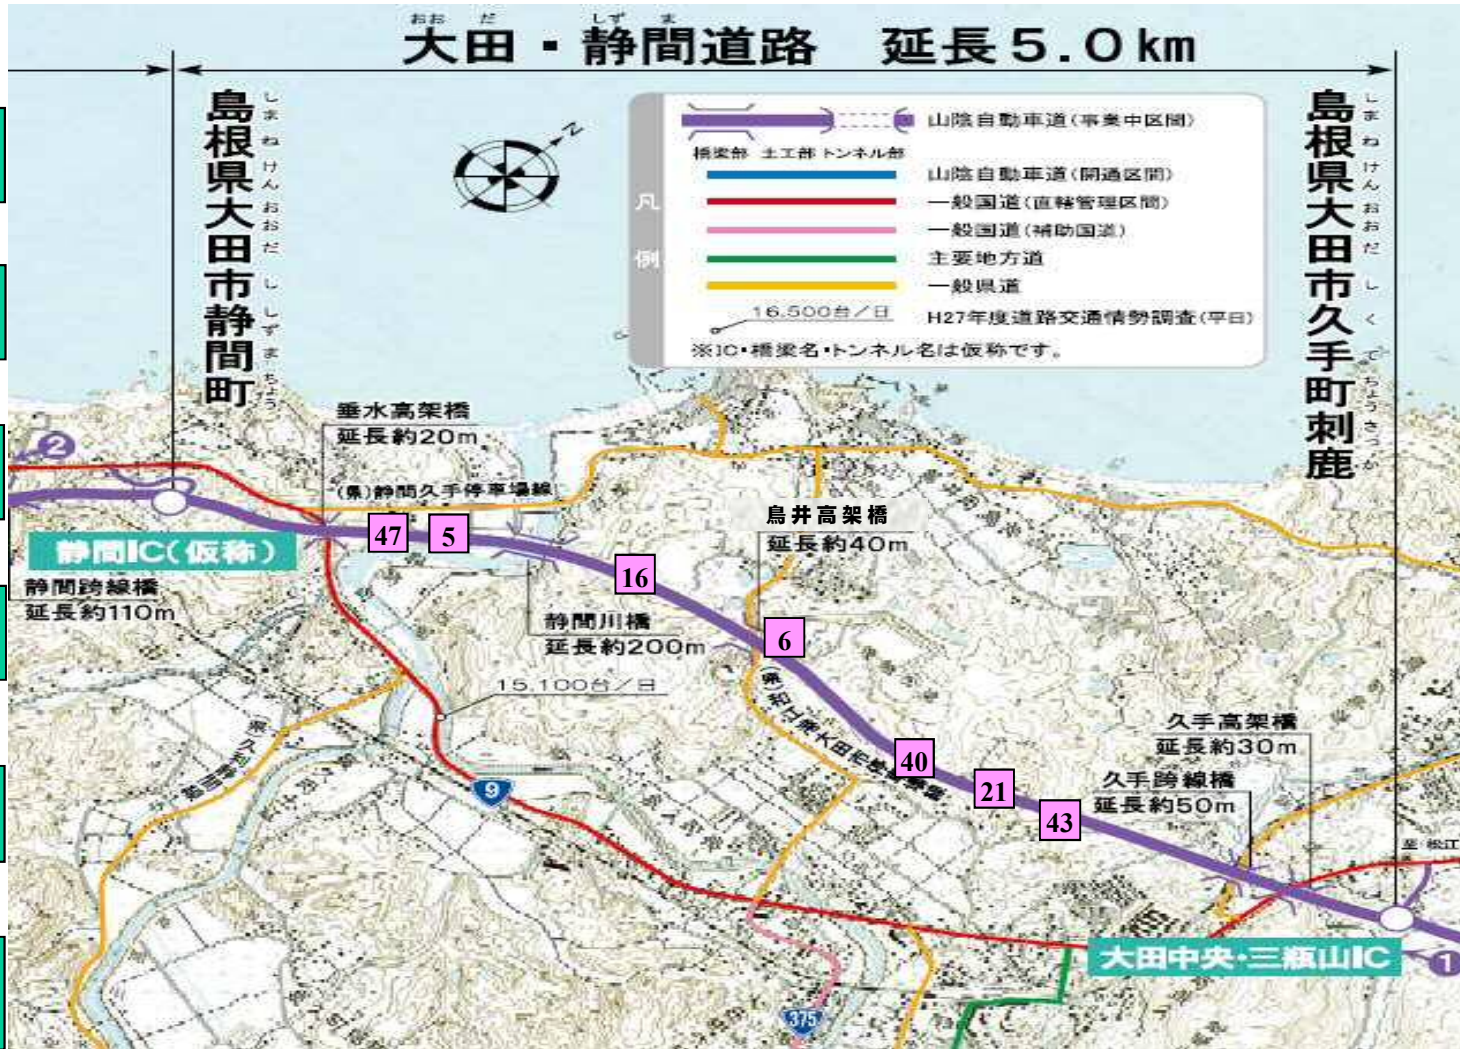 おお だ しず ま
大田・静間道路 延長5.0km
島根県大田市静間町
しまねけんおおだししずまちょう
島根県大田市久手町刺鹿
しまねけんおおだしくてちょうさつか
凡例
山陰自動車道(事業中区間)
橋梁部 土工部 トンネル部
山陰自動車道(開通区間)
一般国道(直轄管理区間)
一般国道(補助国道)
主要地方道
一般県道
16,500台/日
H27年度道路交通情勢調査(平日)
※IC・橋梁名・トンネル名は仮称です。
Z
2
垂水高架橋
延長約20m
(県)静間久手停車場線
鳥井高架橋
延長約40m
47
5
16
6
静間IC(仮称)
静間跨線橋
延長約110m
静間川橋
延長約200m
15,100台/日
40
21
43
久手高架橋
延長約30m
久手跨線橋
延長約50m
9
至 松江
大田中央・三瓶山IC
1
375